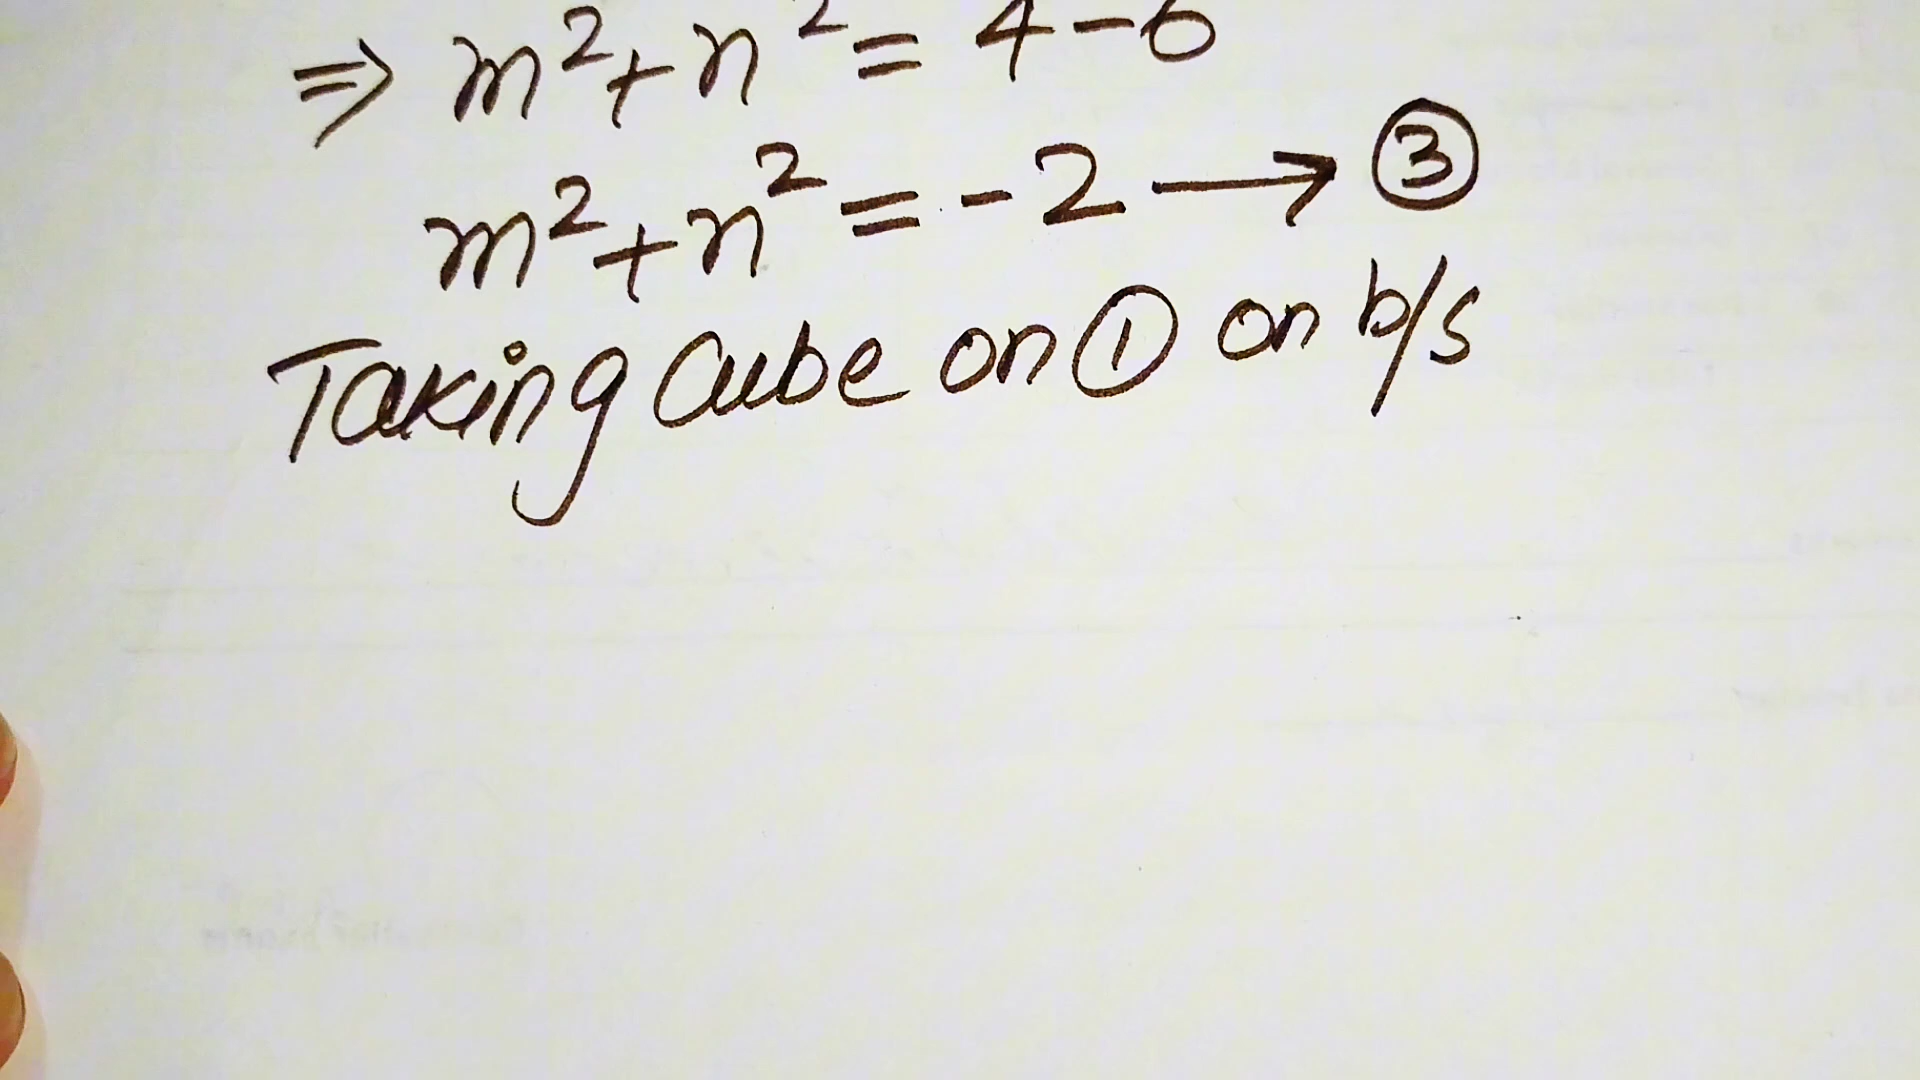 ⇒ m²+n² = 4-6
m²+n² = -2 → ③
Taking Cube on ① on b/s